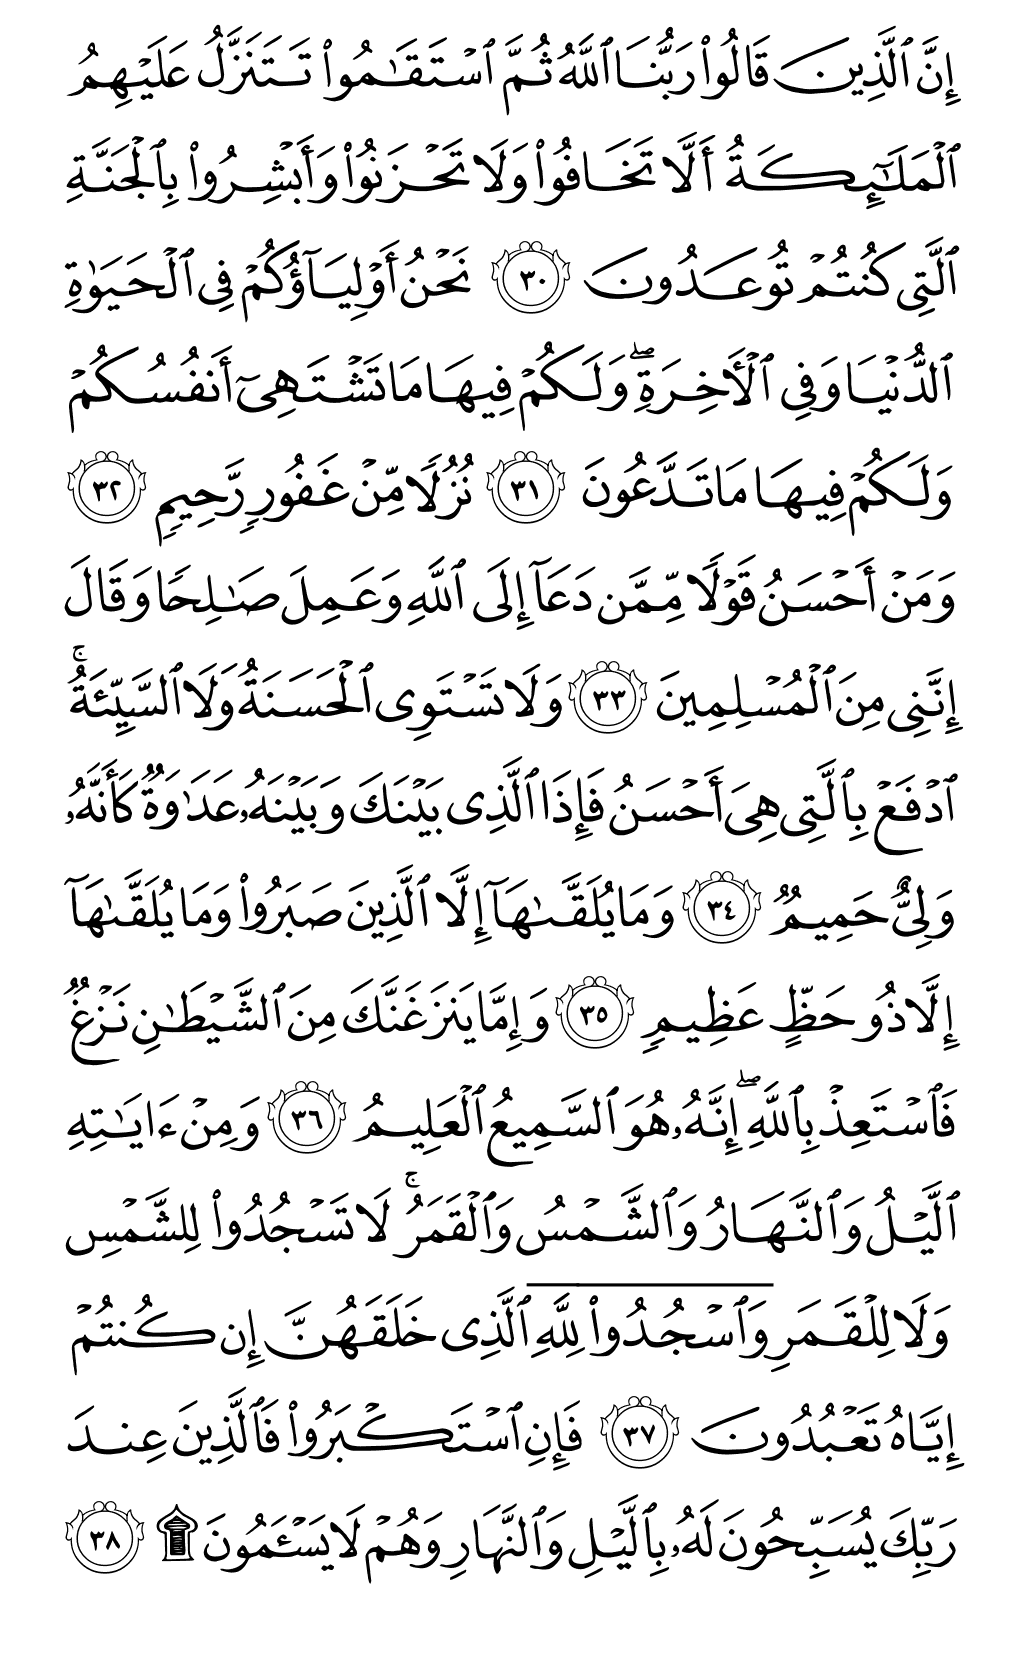 إِنَّ ٱلَّذِينَ قَالُواْ رَبُّنَا ٱللَّهُ ثُمَّ ٱسۡتَقَٰمُواْ تَتَنَزَّلُ عَلَيۡهِمُ
ٱلۡمَلَٰٓئِكَةُ أَلَّا تَخَافُواْ وَلَا تَحۡزَنُواْ وَأَبۡشِرُواْ بِٱلۡجَنَّةِ
ٱلَّتِي كُنتُمۡ تُوعَدُونَ ٣٠ نَحۡنُ أَوۡلِيَآؤُكُمۡ فِي ٱلۡحَيَوٰةِ
ٱلدُّنۡيَا وَفِي ٱلۡأٓخِرَةِۖ وَلَكُمۡ فِيهَا مَا تَشۡتَهِيٓ أَنفُسُكُمۡ
وَلَكُمۡ فِيهَا مَا تَدَّعُونَ ٣١ نُزُلٗا مِّنۡ غَفُورٖ رَّحِيمٖ ٣٢
وَمَنۡ أَحۡسَنُ قَوۡلٗا مِّمَّن دَعَآ إِلَى ٱللَّهِ وَعَمِلَ صَٰلِحٗا وَقَالَ
إِنَّنِي مِنَ ٱلۡمُسۡلِمِينَ ٣٣ وَلَا تَسۡتَوِي ٱلۡحَسَنَةُ وَلَا ٱلسَّيِّئَةُۚ
ٱدۡفَعۡ بِٱلَّتِي هِيَ أَحۡسَنُ فَإِذَا ٱلَّذِي بَيۡنَكَ وَبَيۡنَهُۥ عَدَٰوَةٞ كَأَنَّهُۥ
وَلِيٌّ حَمِيمٞ ٣٤ وَمَا يُلَقَّىٰهَآ إِلَّا ٱلَّذِينَ صَبَرُواْ وَمَا يُلَقَّىٰهَآ
إِلَّا ذُو حَظٍّ عَظِيمٖ ٣٥ وَإِمَّا يَنزَغَنَّكَ مِنَ ٱلشَّيۡطَٰنِ نَزۡغٞ
فَٱسۡتَعِذۡ بِٱللَّهِۖ إِنَّهُۥ هُوَ ٱلسَّمِيعُ ٱلۡعَلِيمُ ٣٦ وَمِنۡ ءَايَٰتِهِ
ٱلَّيۡلُ وَٱلنَّهَارُ وَٱلشَّمۡسُ وَٱلۡقَمَرُۚ لَا تَسۡجُدُواْ لِلشَّمۡسِ
وَلَا لِلۡقَمَرِ وَٱسۡجُدُواْۤ لِلَّهِۤ ٱلَّذِي خَلَقَهُنَّ إِن كُنتُمۡ
إِيَّاهُ تَعۡبُدُونَ ٣٧ فَإِنِ ٱسۡتَكۡبَرُواْ فَٱلَّذِينَ عِندَ
رَبِّكَ يُسَبِّحُونَ لَهُۥ بِٱلَّيۡلِ وَٱلنَّهَارِ وَهُمۡ لَا يَسۡـَٔمُونَ ۩ ٣٨